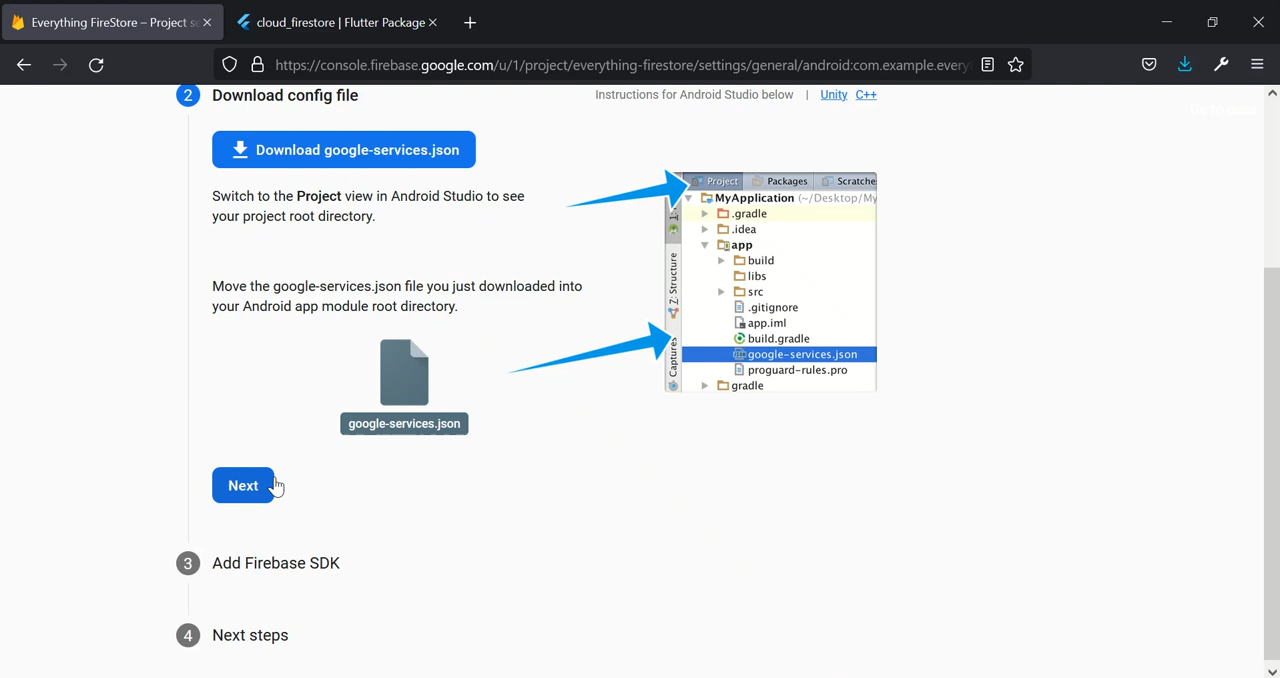 Everything FireStore – Project se
cloud_firestore | Flutter Package
https://console.firebase.google.com/u/1/project/everything-firestore/settings/general/android:com.example.every
2 Download config file
Instructions for Android Studio below | Unity C++
Go to docs
Download google-services.json
Switch to the Project view in Android Studio to see
your project root directory.
Move the google-services.json file you just downloaded into
your Android app module root directory.
google-services.json
Project Packages Scratche
MyApplication (~/Desktop/My
.gradle
.idea
app
build
libs
src
.gitignore
app.iml
build.gradle
google-services.json
proguard-rules.pro
gradle
Z: Structure
Captures
Next
3 Add Firebase SDK
4 Next steps